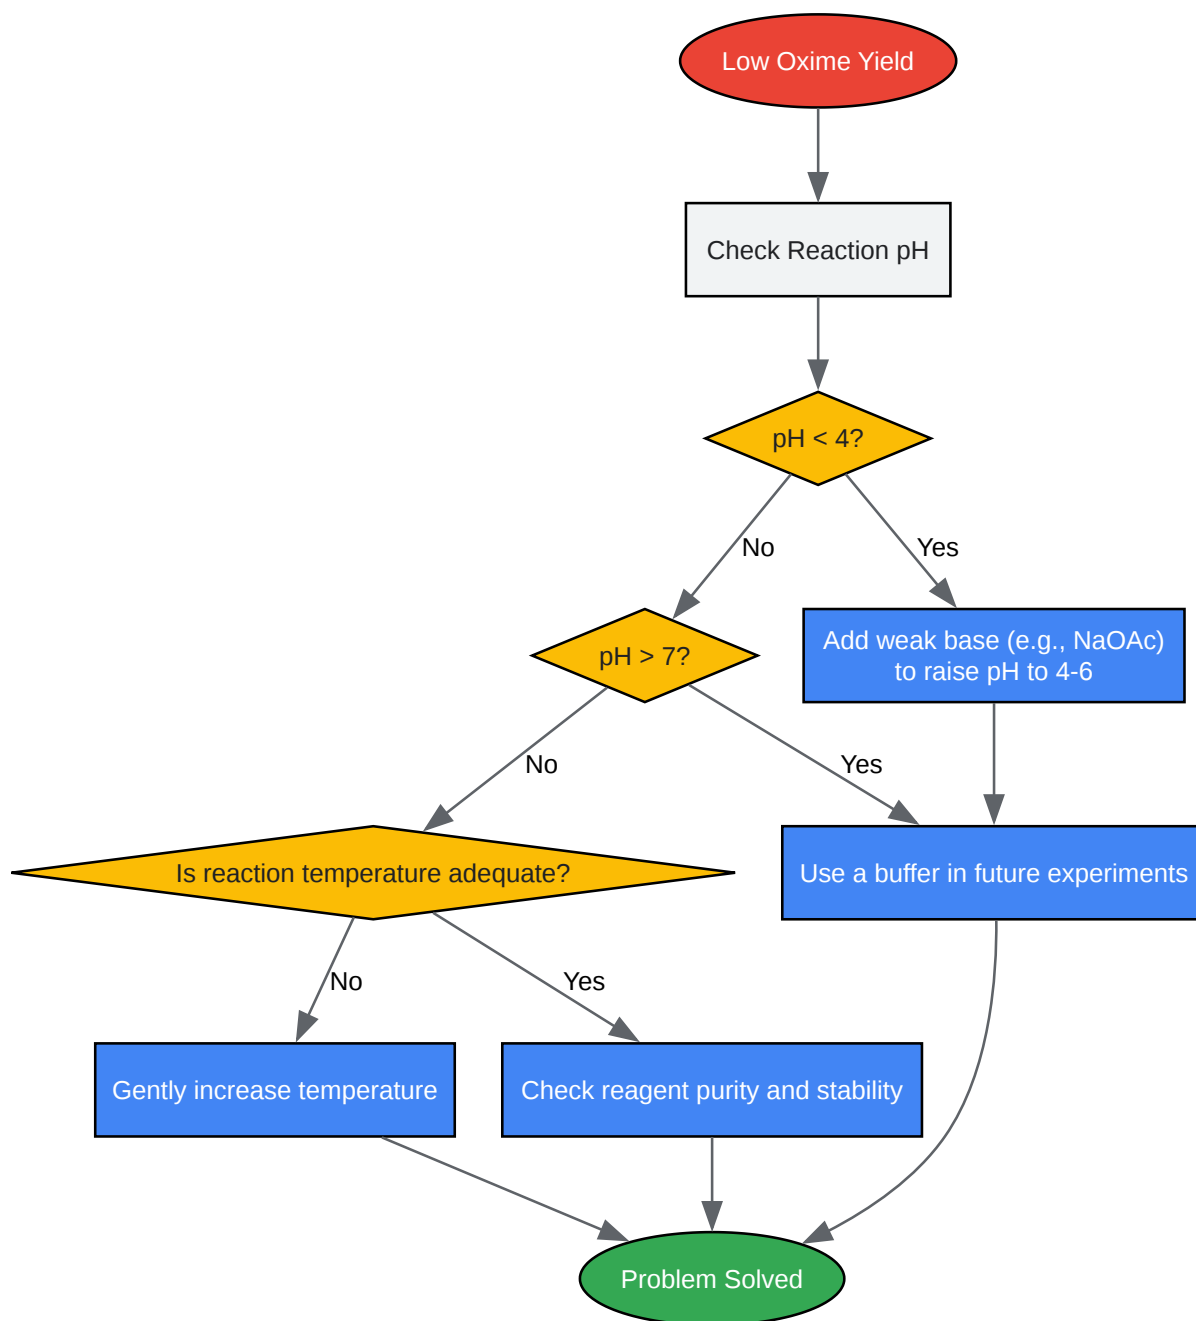 Low Oxime Yield
Check Reaction pH
pH < 4?
No
Yes
pH > 7?
Add weak base (e.g., NaOAc)
to raise pH to 4-6
No
Yes
Is reaction temperature adequate?
Use a buffer in future experiments
No
Yes
Gently increase temperature
Check reagent purity and stability
Problem Solved